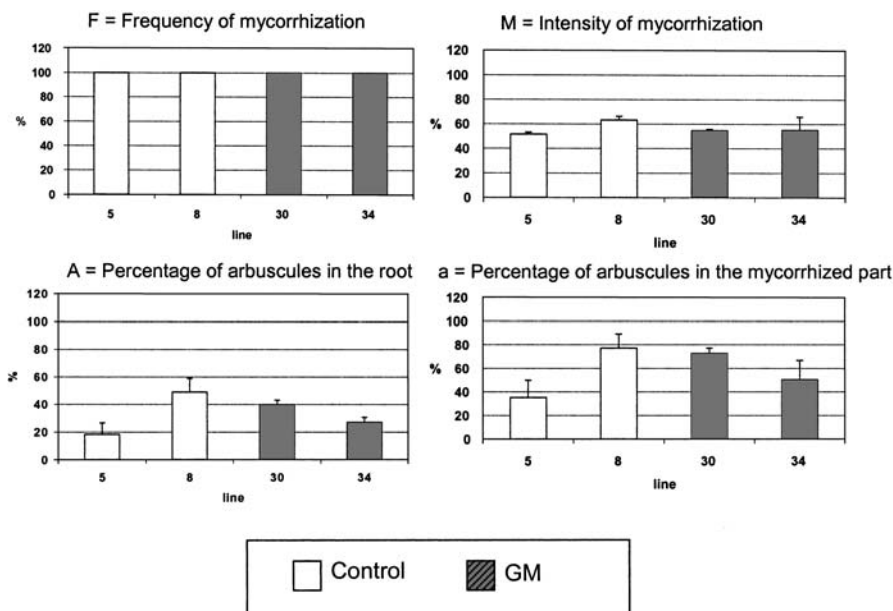 F = Frequency of mycorrhization
120
100
80
60
40
20
0
%
5 8 30 34
line
M = Intensity of mycorrhization
120
100
80
60
40
20
0
%
5 8 30 34
line
A = Percentage of arbuscules in the root
120
100
80
60
40
20
0
%
5 8 30 34
line
a = Percentage of arbuscules in the mycorrhized part
120
100
80
60
40
20
0
%
5 8 30 34
line
Control GM